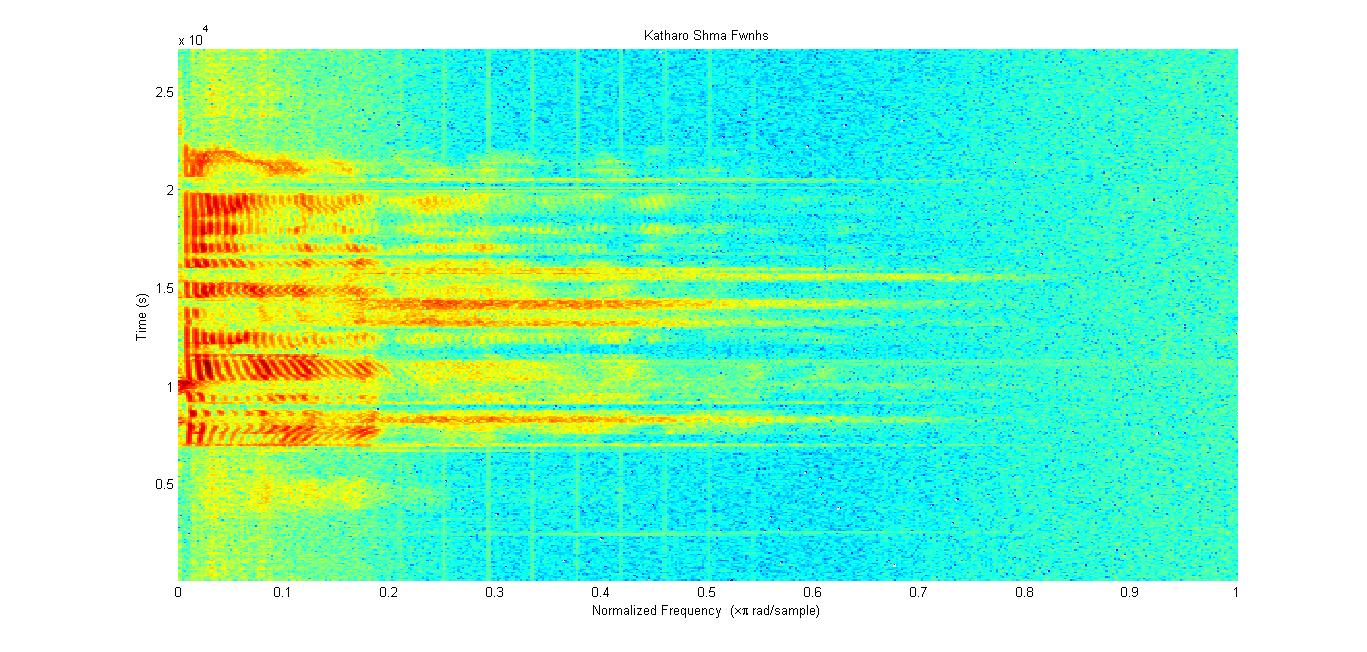 Katharo Shma Fwnhs
x 10^4
2.5
2
1.5
1
0.5
Time (s)
0 0.1 0.2 0.3 0.4 0.5 0.6 0.7 0.8 0.9 1
Normalized Frequency (×π rad/sample)